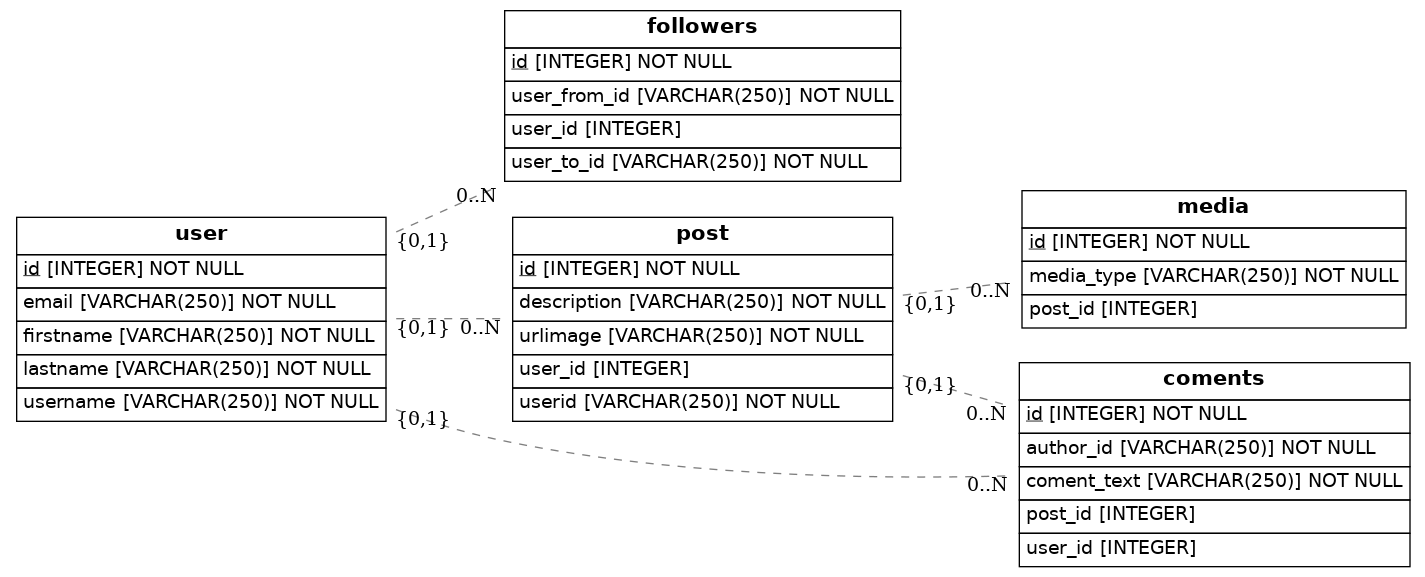 followers
id [INTEGER] NOT NULL
user_from_id [VARCHAR(250)] NOT NULL
user_id [INTEGER]
user_to_id [VARCHAR(250)] NOT NULL
0..N
{0,1}
user
id [INTEGER] NOT NULL
email [VARCHAR(250)] NOT NULL
firstname [VARCHAR(250)] NOT NULL
lastname [VARCHAR(250)] NOT NULL
username [VARCHAR(250)] NOT NULL
{0,1}
0..N
{0,1}
post
id [INTEGER] NOT NULL
description [VARCHAR(250)] NOT NULL
urlimage [VARCHAR(250)] NOT NULL
user_id [INTEGER]
userid [VARCHAR(250)] NOT NULL
{0,1}
0..N
{0,1}
0..N
0..N
media
id [INTEGER] NOT NULL
media_type [VARCHAR(250)] NOT NULL
post_id [INTEGER]
coments
id [INTEGER] NOT NULL
author_id [VARCHAR(250)] NOT NULL
coment_text [VARCHAR(250)] NOT NULL
post_id [INTEGER]
user_id [INTEGER]